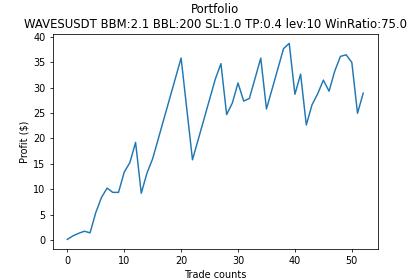 Portfolio
WAVESUSDT BBM:2.1 BBL:200 SL:1.0 TP:0.4 lev:10 WinRatio:75.0
40
35
30
25
20
15
10
5
0
Profit ($)
0 10 20 30 40 50
Trade counts